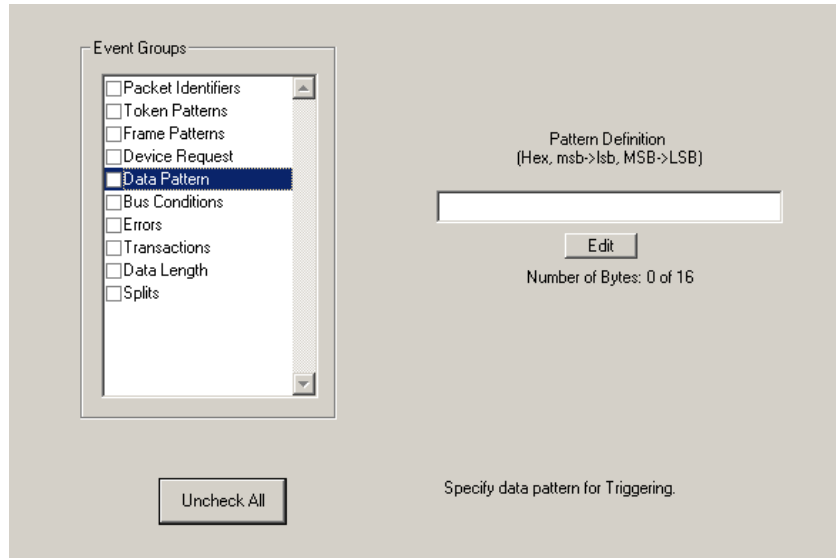 Event Groups
Packet Identifiers
Token Patterns
Frame Patterns
Device Request
Data Pattern
Bus Conditions
Errors
Transactions
Data Length
Splits
Uncheck All
Pattern Definition
(Hex, msb->lsb, MSB->LSB)
Edit
Number of Bytes: 0 of 16
Specify data pattern for Triggering.